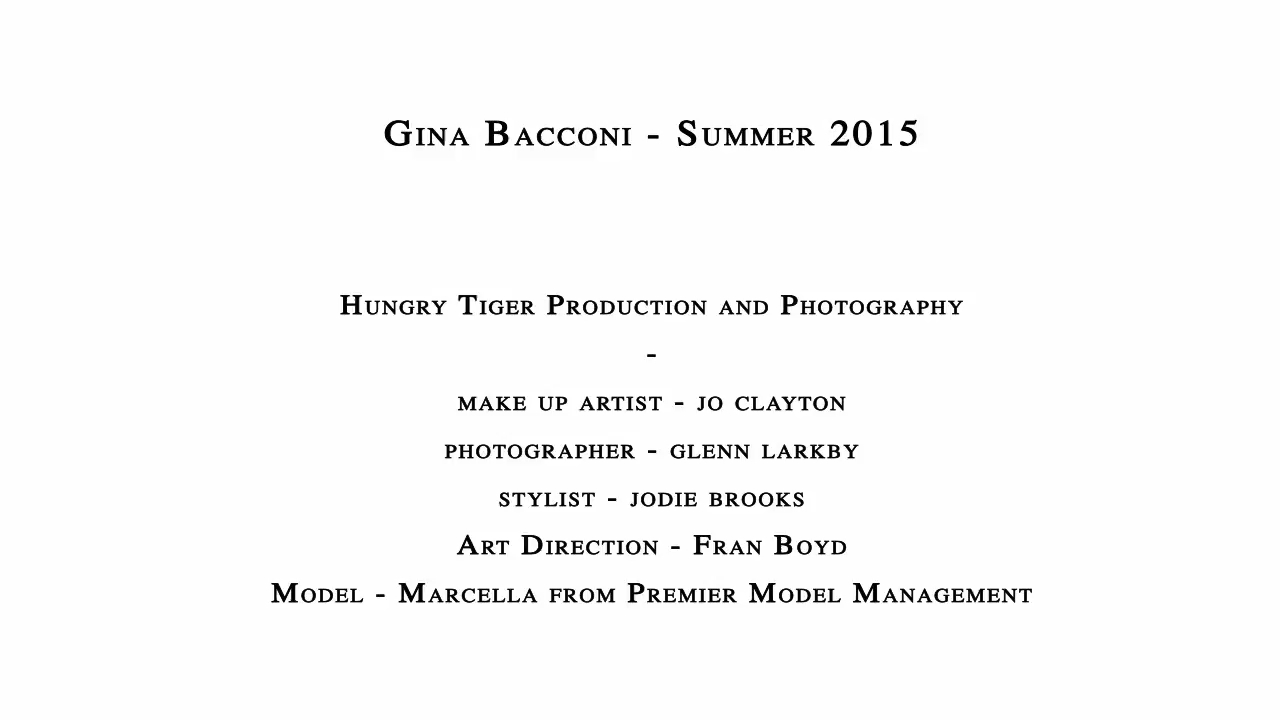 Gina Bacconi - Summer 2015
Hungry Tiger Production and Photography
-
make up artist - jo clayton
photographer - glenn larkby
stylist - jodie brooks
Art Direction - Fran Boyd
Model - Marcella from Premier Model Management